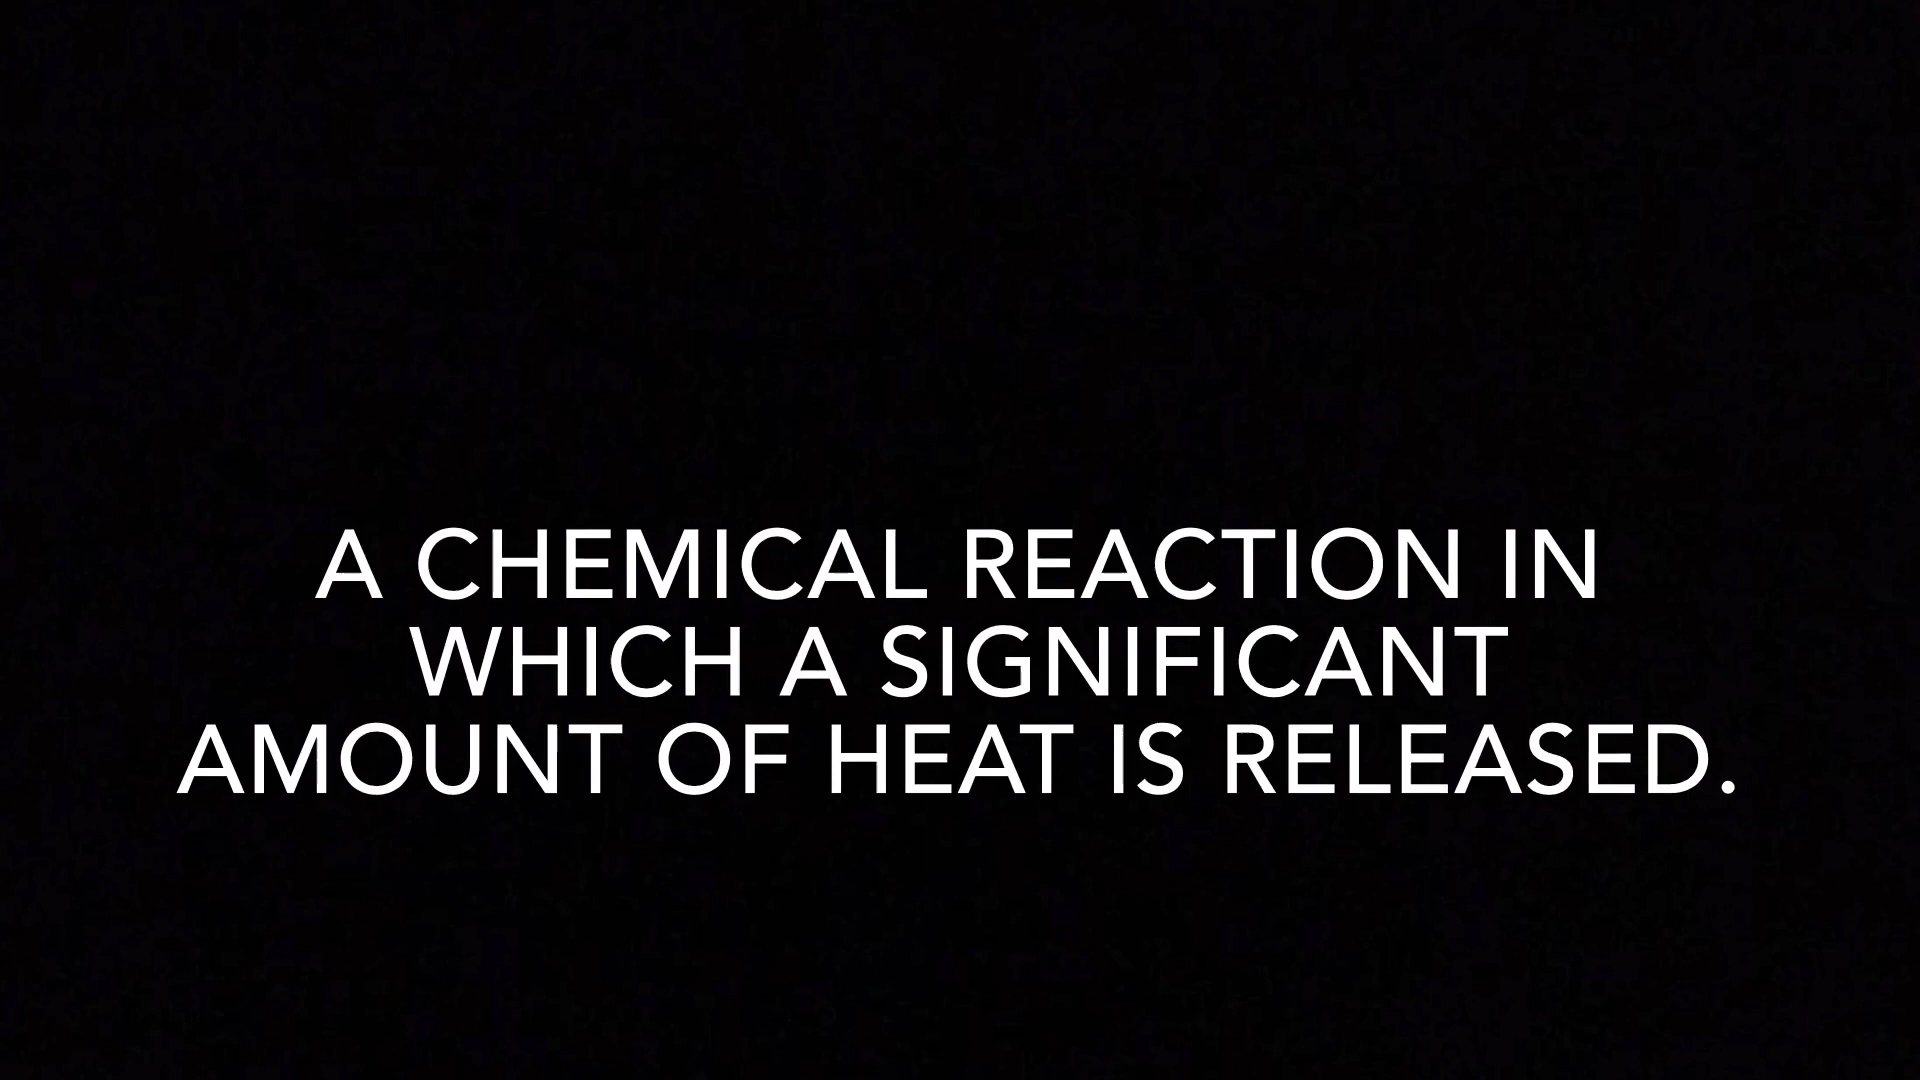 A CHEMICAL REACTION IN
WHICH A SIGNIFICANT
AMOUNT OF HEAT IS RELEASED.